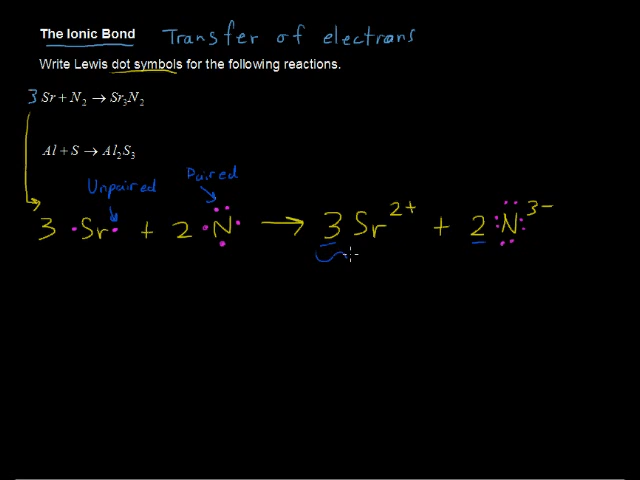 The Ionic Bond Transfer of electrons
Write Lewis dot symbols for the following reactions.
3 Sr + N₂ → Sr₃N₂
Al + S → Al₂S₃
Unpaired Paired
3 Sr + 2 N → 3 Sr²⁺ + 2 N³⁻